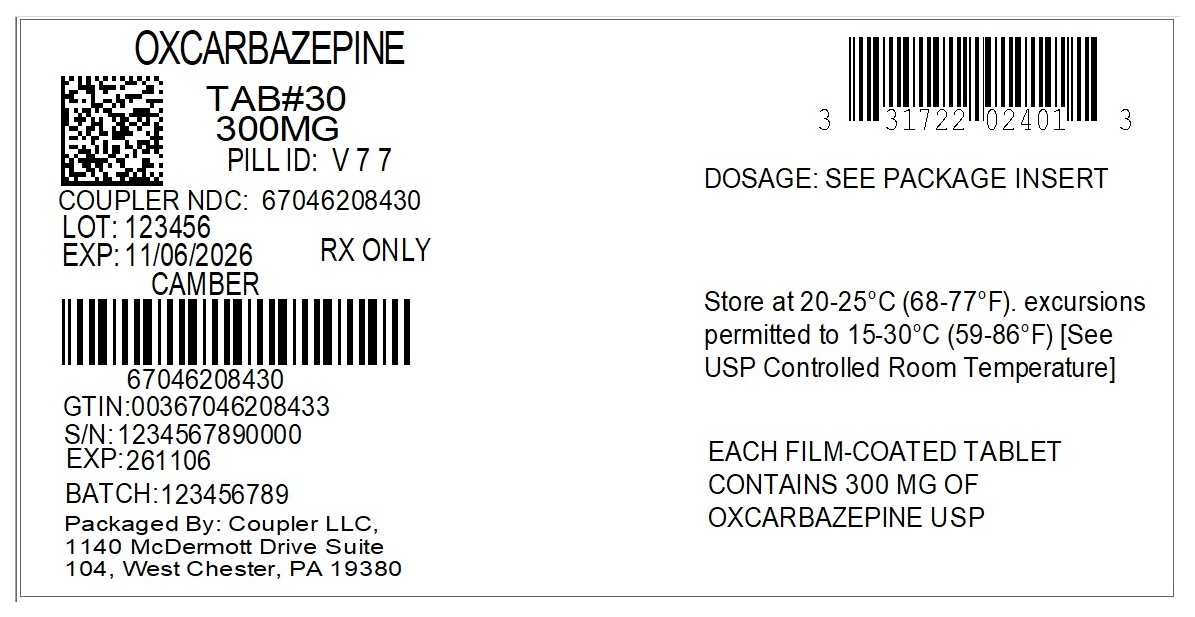 OXCARBAZEPINE
TAB#30
300MG
PILL ID: V 7 7
COUPLER NDC: 67046208430
LOT: 123456
EXP: 11/06/2026
RX ONLY
CAMBER
67046208430
GTIN:00367046208433
S/N:1234567890000
EXP:261106
BATCH:123456789
Packaged By: Coupler LLC,
1140 McDermott Drive Suite
104, West Chester, PA 19380
3 31722 02401 3
DOSAGE: SEE PACKAGE INSERT
Store at 20-25°C (68-77°F). excursions
permitted to 15-30°C (59-86°F) [See
USP Controlled Room Temperature]
EACH FILM-COATED TABLET
CONTAINS 300 MG OF
OXCARBAZEPINE USP